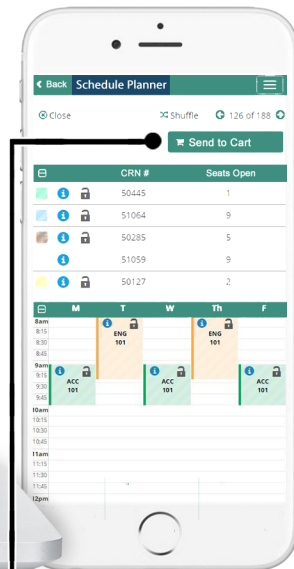 Back Schedule Planner
Close Shuffle 126 of 188
Send to Cart
CRN # Seats Open
50445 1
51064 9
50285 5
51059 9
50127 2
M T W Th F
8am
8:15
8:30
8:45
ENG
101
ENG
101
9am
9:15
9:30
9:45
ACC
101
ACC
101
ACC
101
10am
10:15
10:30
10:45
11am
11:15
11:30
11:45
12pm